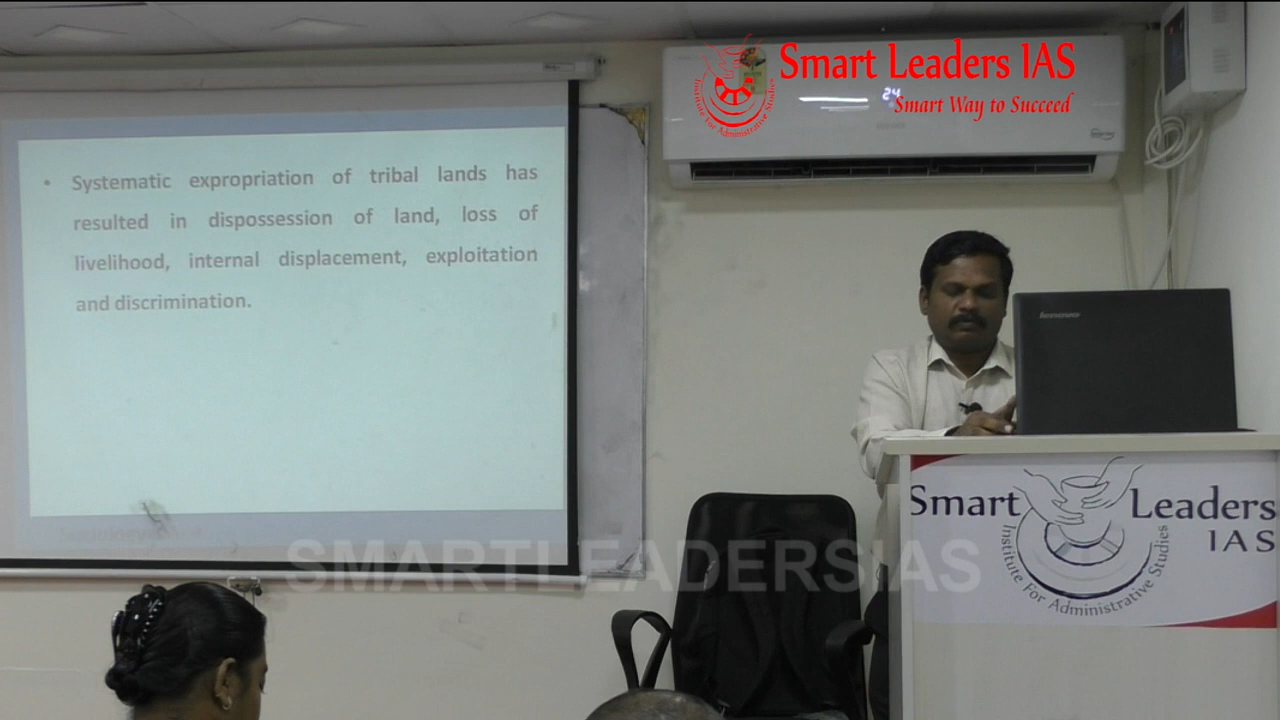 Smart Leaders IAS
Smart Way to Succeed
Institute For Administrative Studies
24
• Systematic expropriation of tribal lands has
resulted in dispossession of land, loss of
livelihood, internal displacement, exploitation
and discrimination.
lenovo
Smart Leaders
IAS
Institute For Administrative Studies
SMARTLEADERSIAS